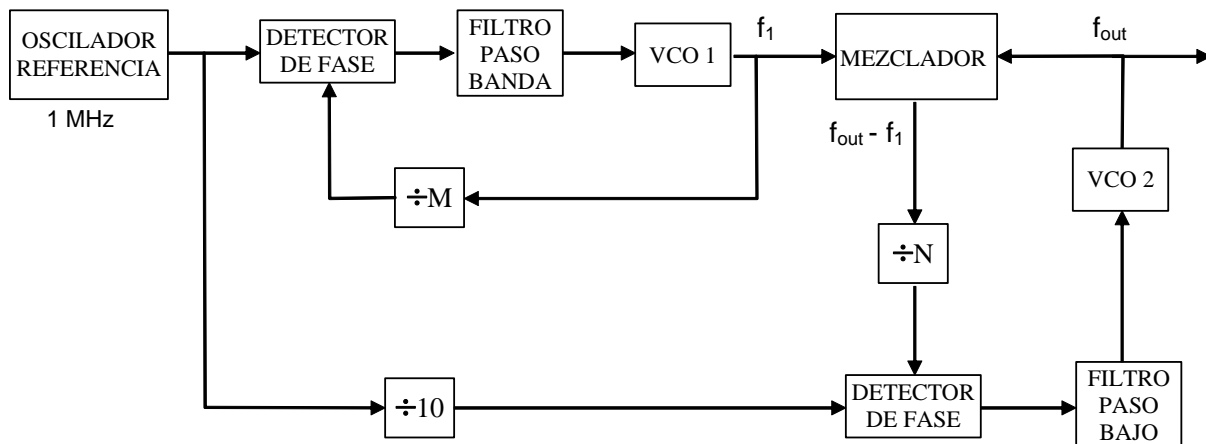 OSCILADOR
REFERENCIA
1 MHz
DETECTOR
DE FASE
FILTRO
PASO
BANDA
VCO 1
f1
MEZCLADOR
fout
fout - f1
÷M
VCO 2
÷N
÷10
DETECTOR
DE FASE
FILTRO
PASO
BAJO